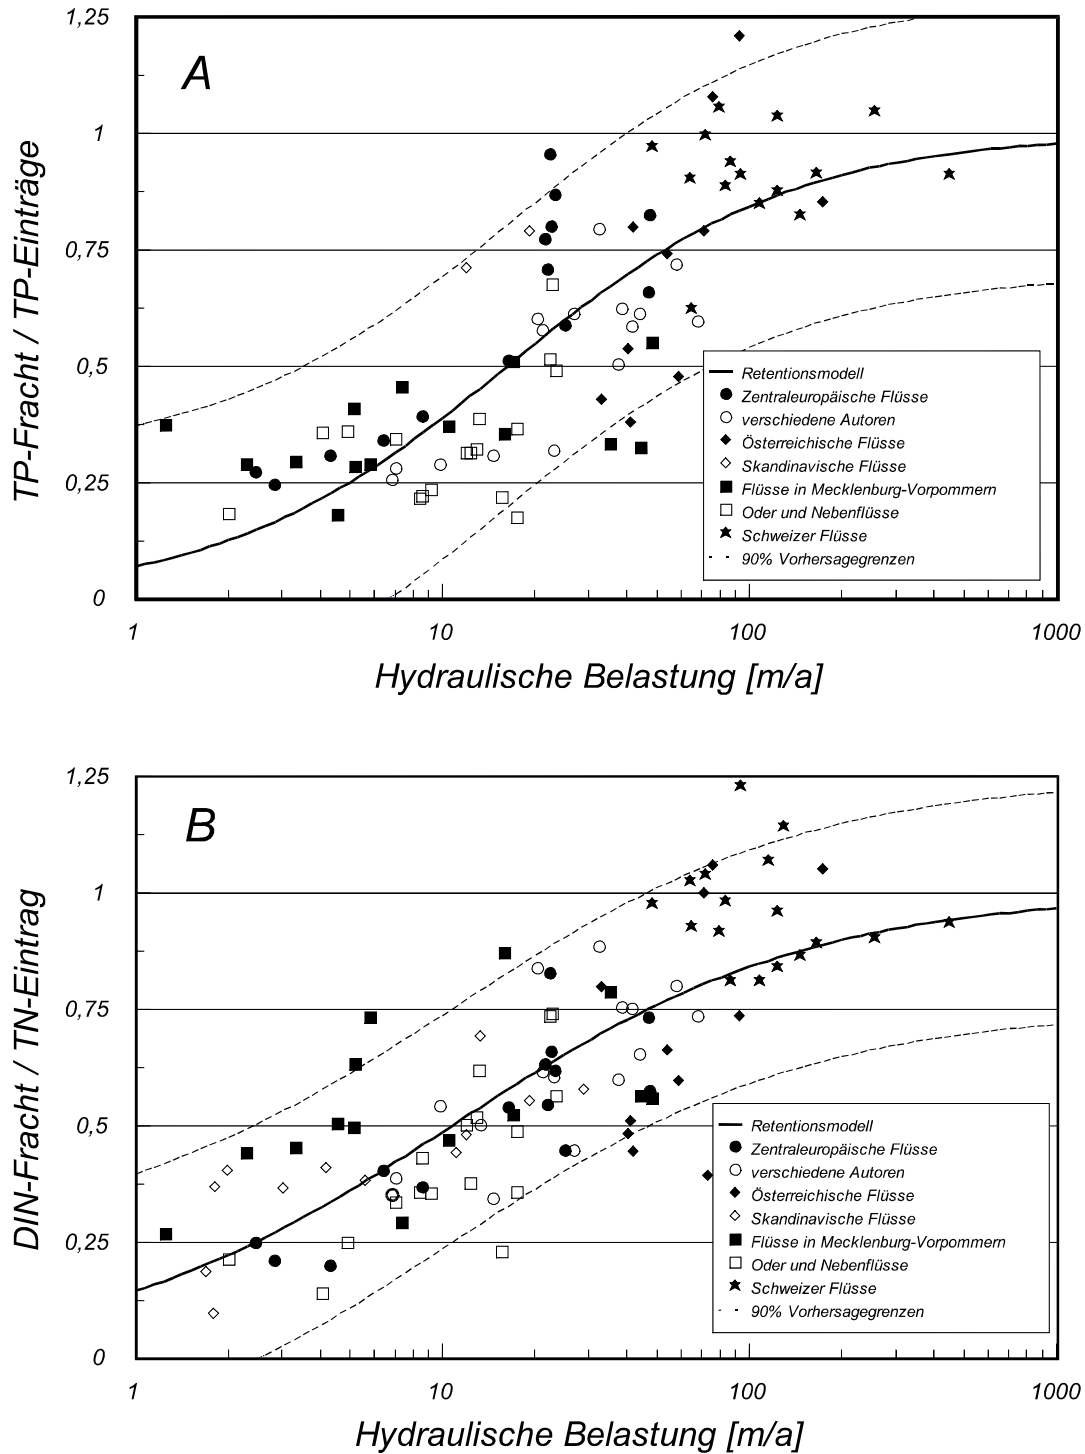 A
1,25
1
0,75
0,5
0,25
0
TP-Fracht / TP-Einträge
Retentionsmodell
Zentraleuropäische Flüsse
verschiedene Autoren
Österreichische Flüsse
Skandinavische Flüsse
Flüsse in Mecklenburg-Vorpommern
Oder und Nebenflüsse
Schweizer Flüsse
90% Vorhersagegrenzen
1 10 100 1000
Hydraulische Belastung [m/a]
B
1,25
1
0,75
0,5
0,25
0
DIN-Fracht / TN-Eintrag
Retentionsmodell
Zentraleuropäische Flüsse
verschiedene Autoren
Österreichische Flüsse
Skandinavische Flüsse
Flüsse in Mecklenburg-Vorpommern
Oder und Nebenflüsse
Schweizer Flüsse
90% Vorhersagegrenzen
1 10 100 1000
Hydraulische Belastung [m/a]